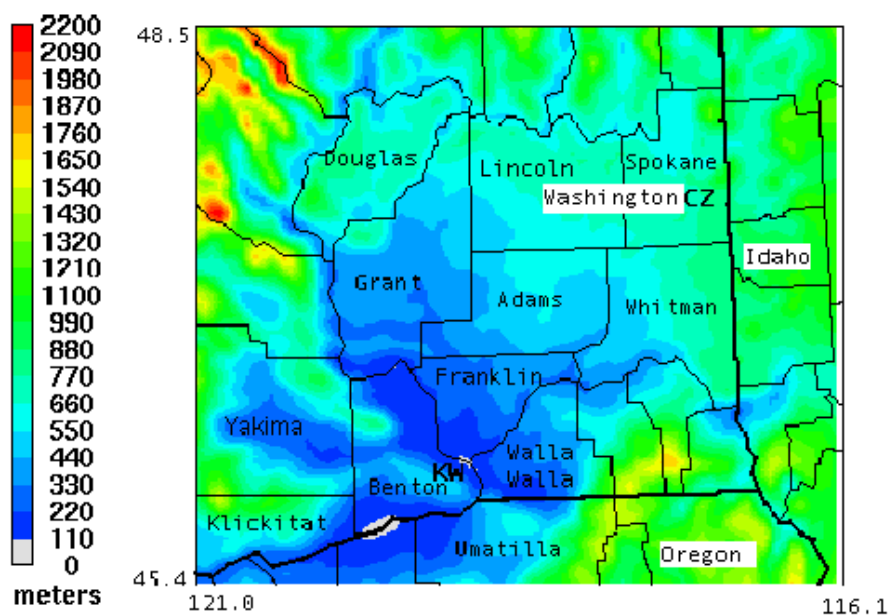 2200
2090
1980
1870
1760
1650
1540
1430
1320
1210
1100
990
880
770
660
550
440
330
220
110
0
meters
48.5
45.4
121.0
116.1
Douglas
Lincoln
Spokane
Washington CZ
Idaho
Grant
Adams
Whitman
Franklin
Yakima
Walla
Walla
KW
Benton
Klickitat
Umatilla
Oregon